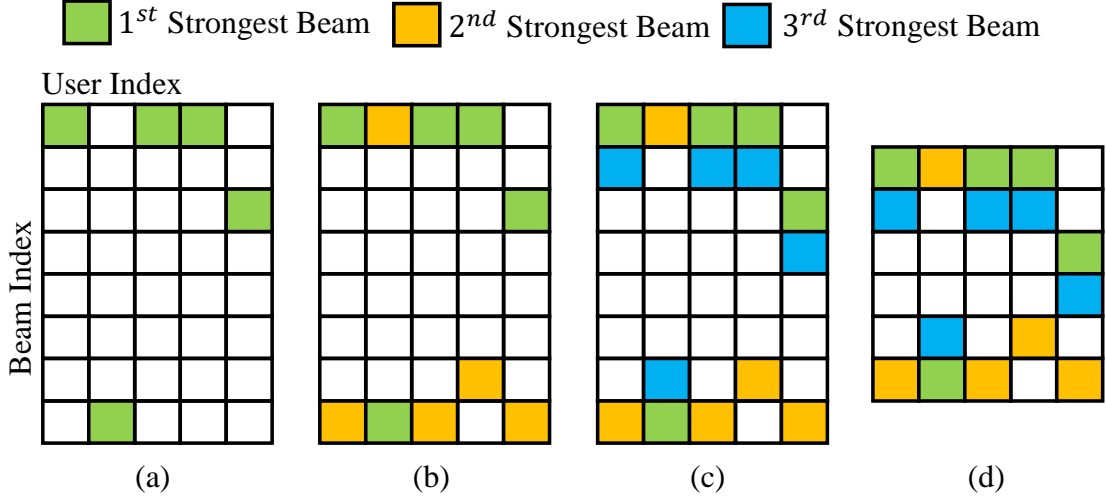 1st Strongest Beam 2nd Strongest Beam 3rd Strongest Beam
User Index
Beam Index
(a) (b) (c) (d)